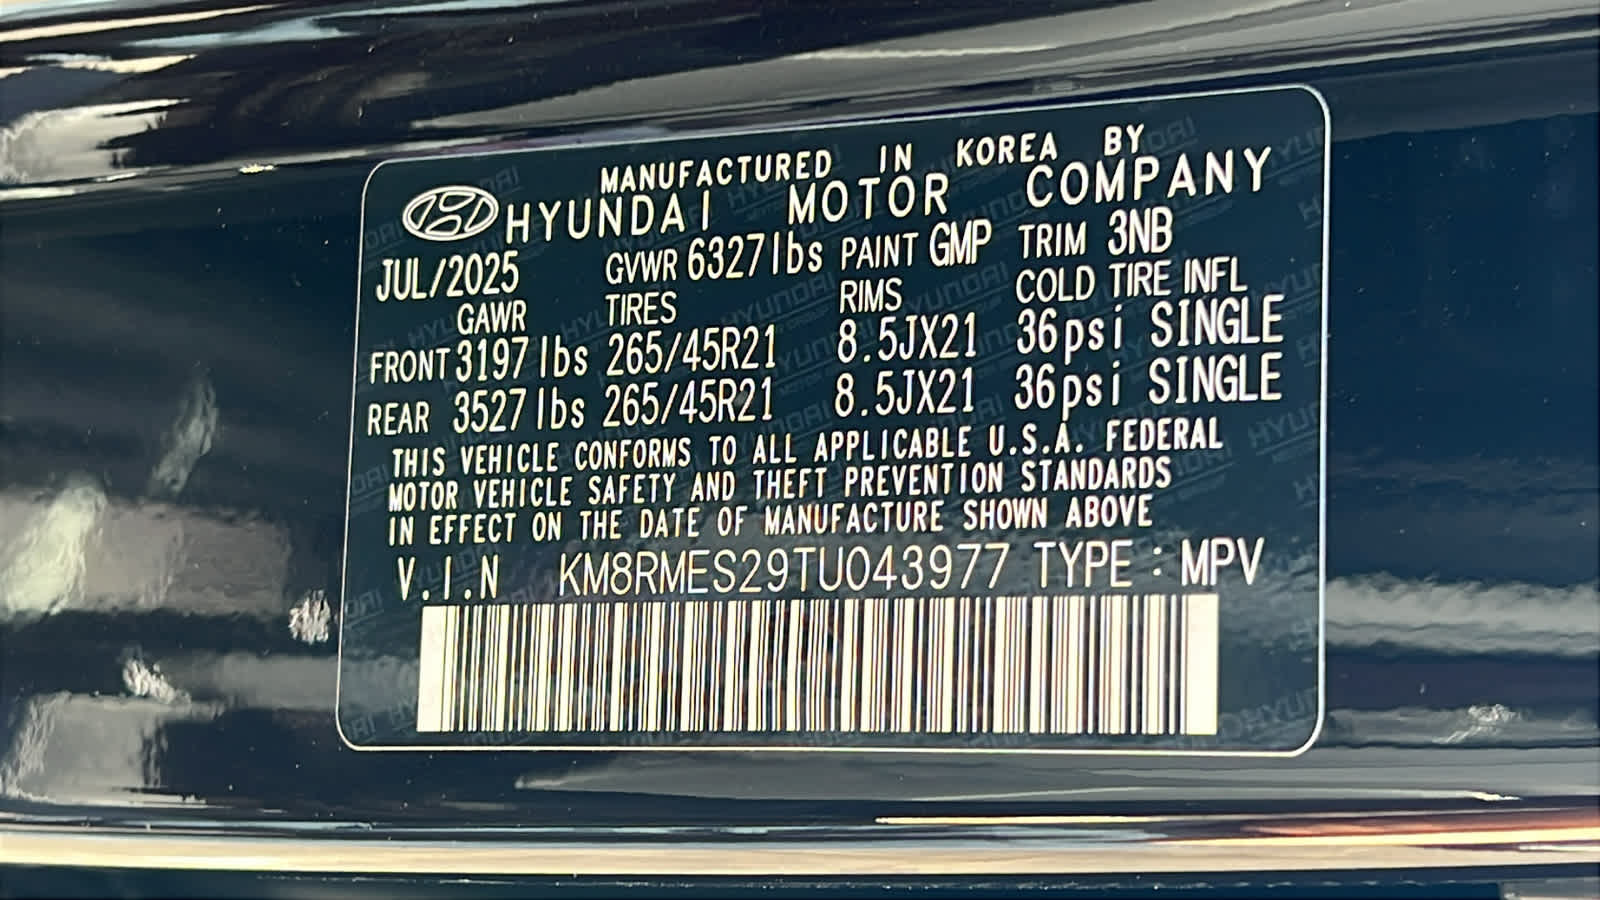 MANUFACTURED IN KOREA BY
HYUNDAI MOTOR COMPANY
JUL/2025 GVWR 6327lbs PAINT GMP TRIM 3NB
GAWR TIRES RIMS COLD TIRE INFL
FRONT 3197lbs 265/45R21 8.5JX21 36psi SINGLE
REAR 3527lbs 265/45R21 8.5JX21 36psi SINGLE
THIS VEHICLE CONFORMS TO ALL APPLICABLE U.S.A. FEDERAL
MOTOR VEHICLE SAFETY AND THEFT PREVENTION STANDARDS
IN EFFECT ON THE DATE OF MANUFACTURE SHOWN ABOVE
V.I.N KM8RMES29TU043977 TYPE : MPV